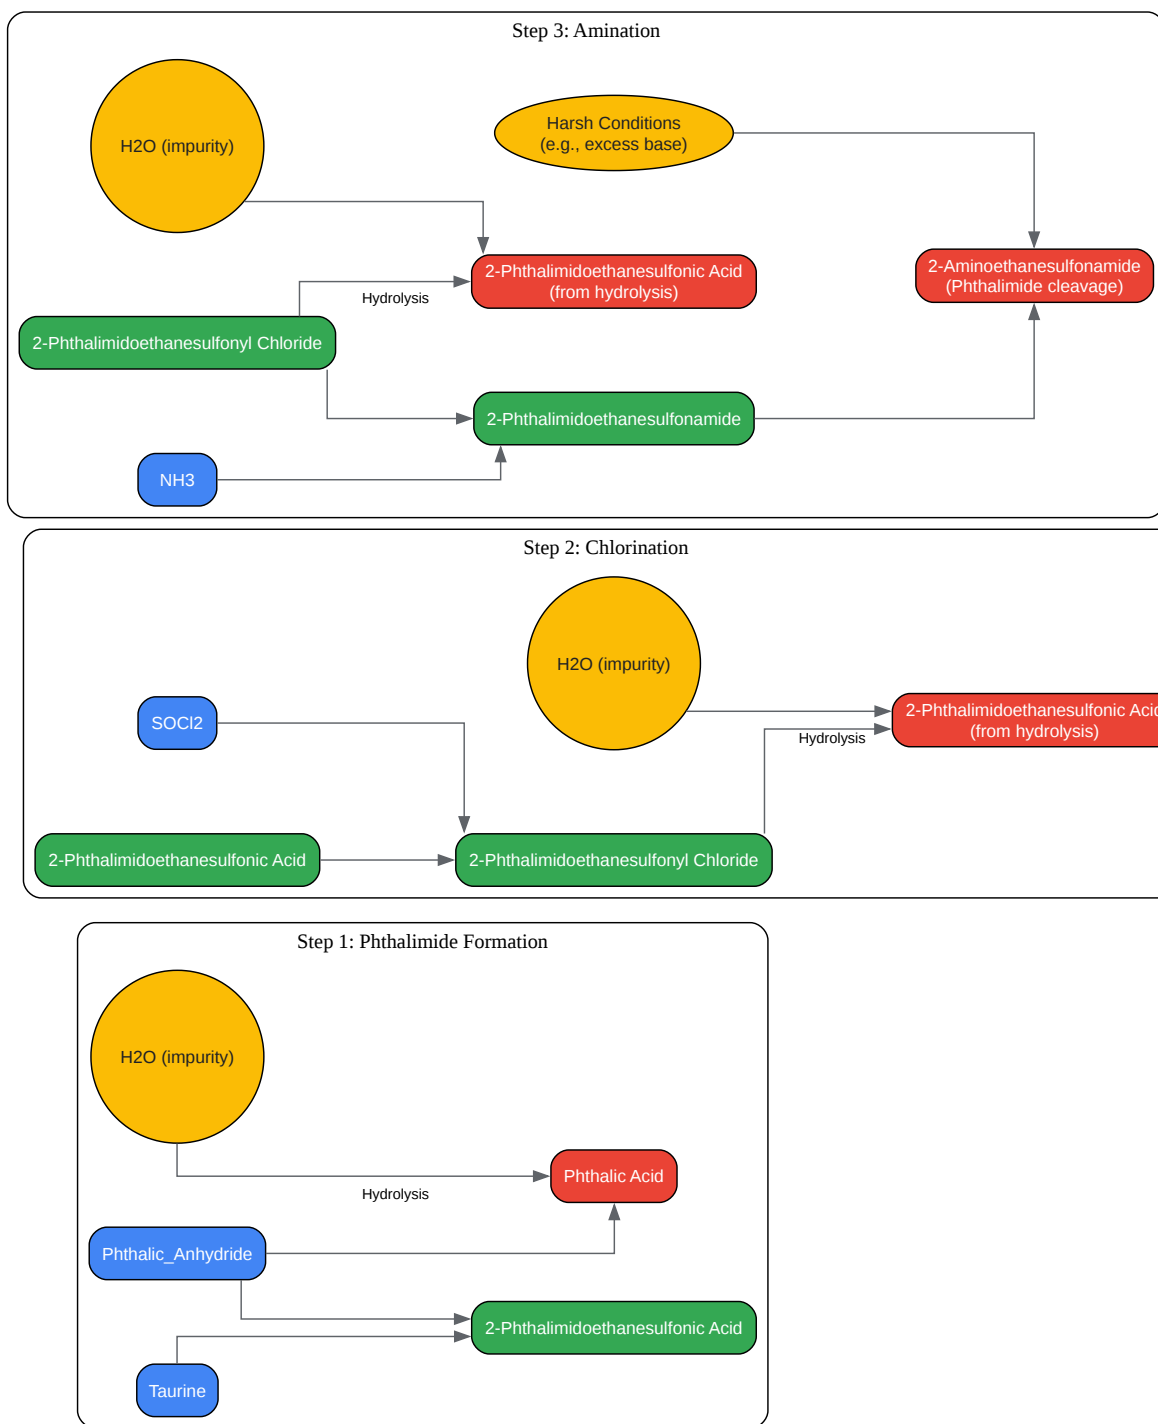 Step 3: Amination
H2O (impurity)
Harsh Conditions
(e.g., excess base)
2-Phthalimidoethanesulfonic Acid
(from hydrolysis)
2-Aminoethanesulfonamide
(Phthalimide cleavage)
Hydrolysis
2-Phthalimidoethanesulfonyl Chloride
2-Phthalimidoethanesulfonamide
NH3
Step 2: Chlorination
H2O (impurity)
SOCl2
2-Phthalimidoethanesulfonic Acid
(from hydrolysis)
Hydrolysis
2-Phthalimidoethanesulfonic Acid
2-Phthalimidoethanesulfonyl Chloride
Step 1: Phthalimide Formation
H2O (impurity)
Phthalic Acid
Hydrolysis
Phthalic_Anhydride
2-Phthalimidoethanesulfonic Acid
Taurine